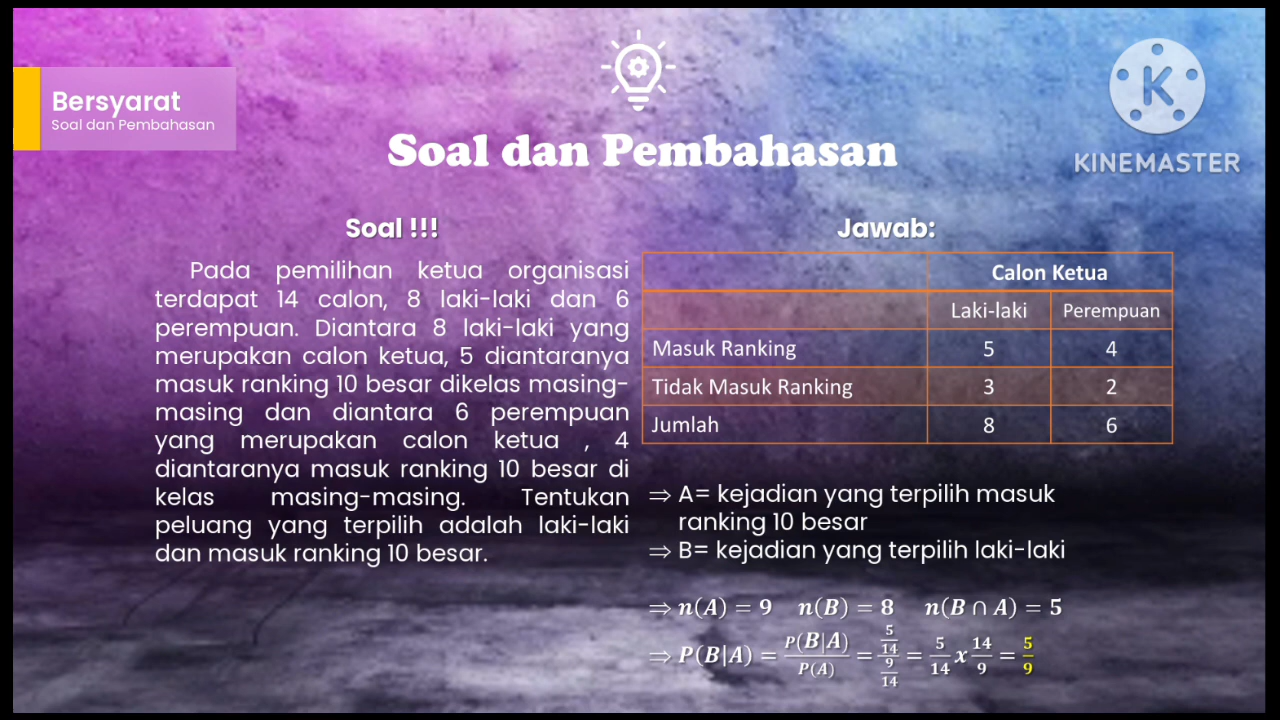 Bersyarat
Soal dan Pembahasan
K
KINEMASTER
Soal dan Pembahasan
Soal !!!
Pada pemilihan ketua organisasi
terdapat 14 calon, 8 laki-laki dan 6
perempuan. Diantara 8 laki-laki yang
merupakan calon ketua, 5 diantaranya
masuk ranking 10 besar dikelas masing-
masing dan diantara 6 perempuan
yang merupakan calon ketua , 4
diantaranya masuk ranking 10 besar di
kelas masing-masing. Tentukan
peluang yang terpilih adalah laki-laki
dan masuk ranking 10 besar.
Jawab:
Calon Ketua
Laki-laki Perempuan
Masuk Ranking 5 4
Tidak Masuk Ranking 3 2
Jumlah 8 6
⇒ A= kejadian yang terpilih masuk
ranking 10 besar
⇒ B= kejadian yang terpilih laki-laki
⇒ n(A) = 9 n(B) = 8 n(B ∩ A) = 5
⇒ P(B|A) = P(B|A)/P(A) = (5/14)/(9/14) = 5/14 x 14/9 = 5/9